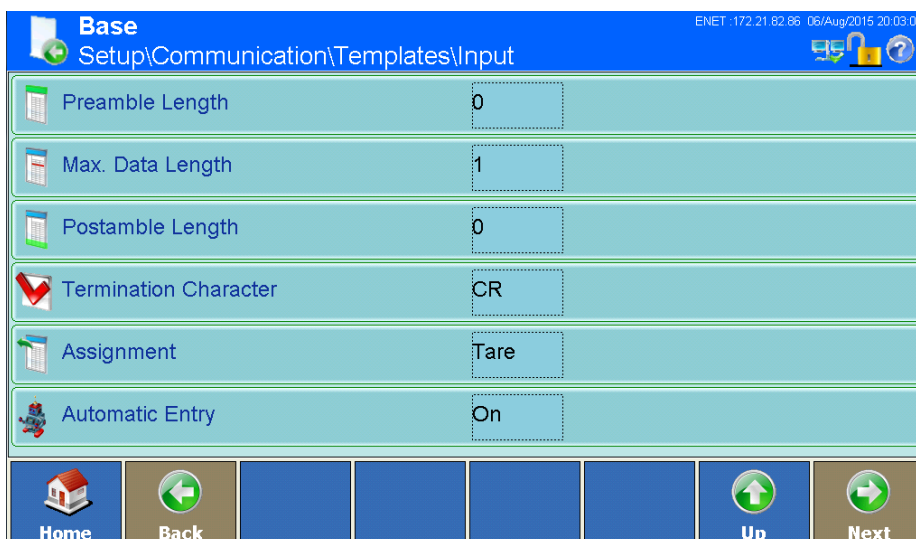 Base
ENET :172.21.82.86 06/Aug/2015 20:03:0
Setup\Communication\Templates\Input
Preamble Length 0
Max. Data Length 1
Postamble Length 0
Termination Character CR
Assignment Tare
Automatic Entry On
Home Back Up Next